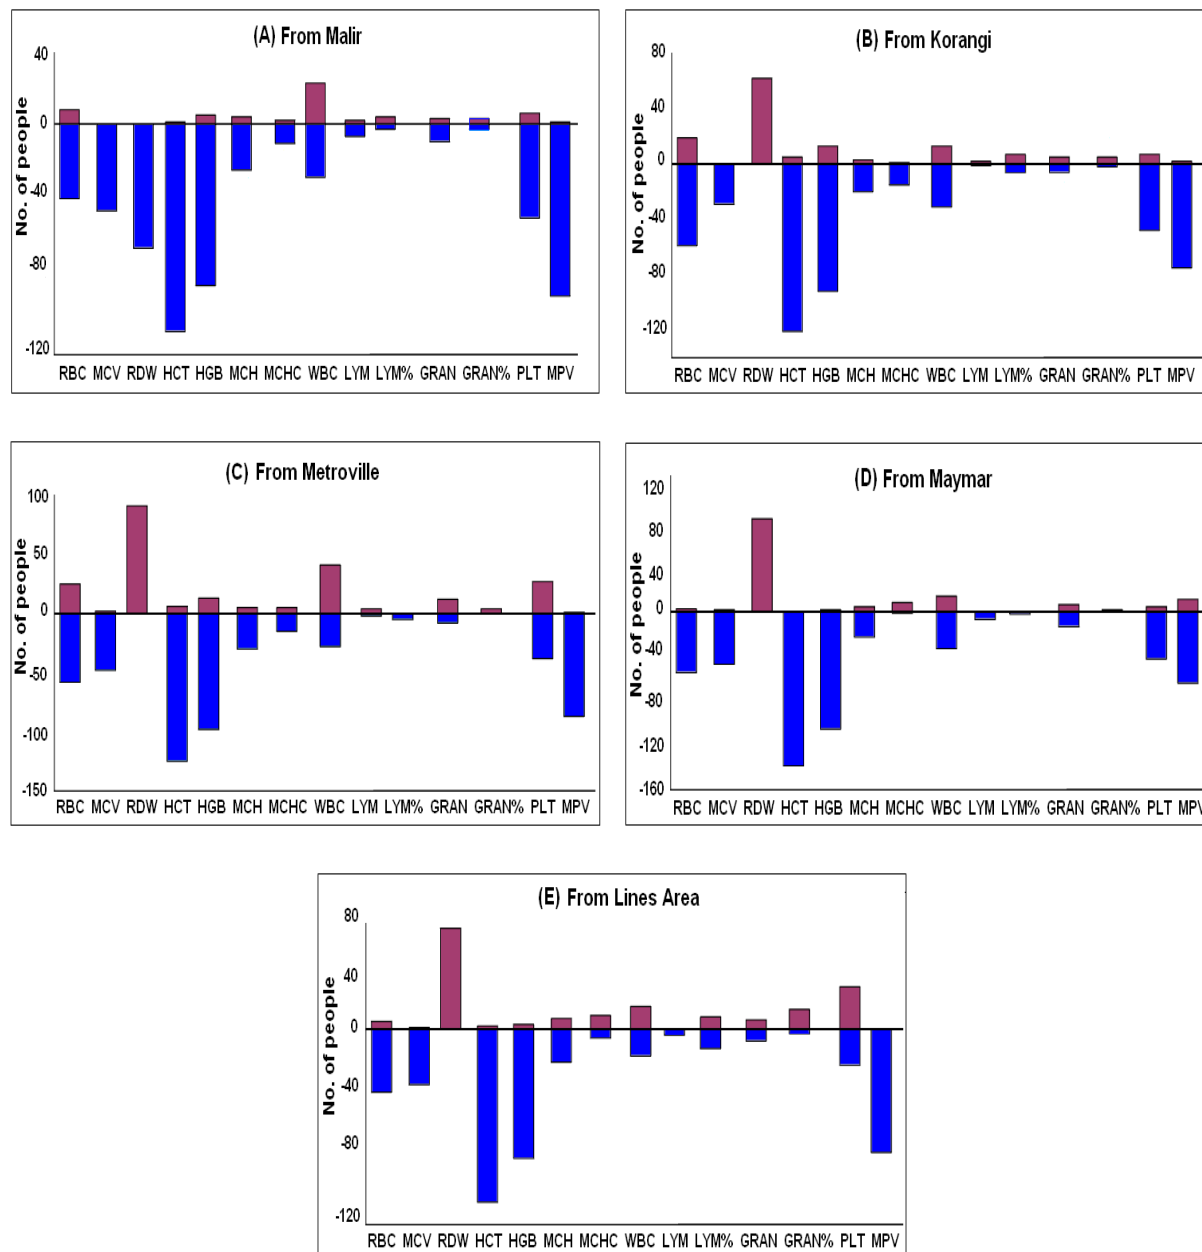 (A) From Malir
40
0
-40
-80
-120
No. of people
RBC MCV RDW HCT HGB MCH MCHC WBC LYM LYM% GRAN GRAN% PLT MPV
(B) From Korangi
80
40
0
-40
-80
-120
No. of people
RBC MCV RDW HCT HGB MCH MCHC WBC LYM LYM% GRAN GRAN% PLT MPV
(C) From Metroville
100
50
0
-50
-100
-150
No. of people
RBC MCV RDW HCT HGB MCH MCHC WBC LYM LYM% GRAN GRAN% PLT MPV
(D) From Maymar
120
80
40
0
-40
-80
-120
-160
No. of people
RBC MCV RDW HCT HGB MCH MCHC WBC LYM LYM% GRAN GRAN% PLT MPV
(E) From Lines Area
80
40
0
-40
-80
-120
No. of people
RBC MCV RDW HCT HGB MCH MCHC WBC LYM LYM% GRAN GRAN% PLT MPV